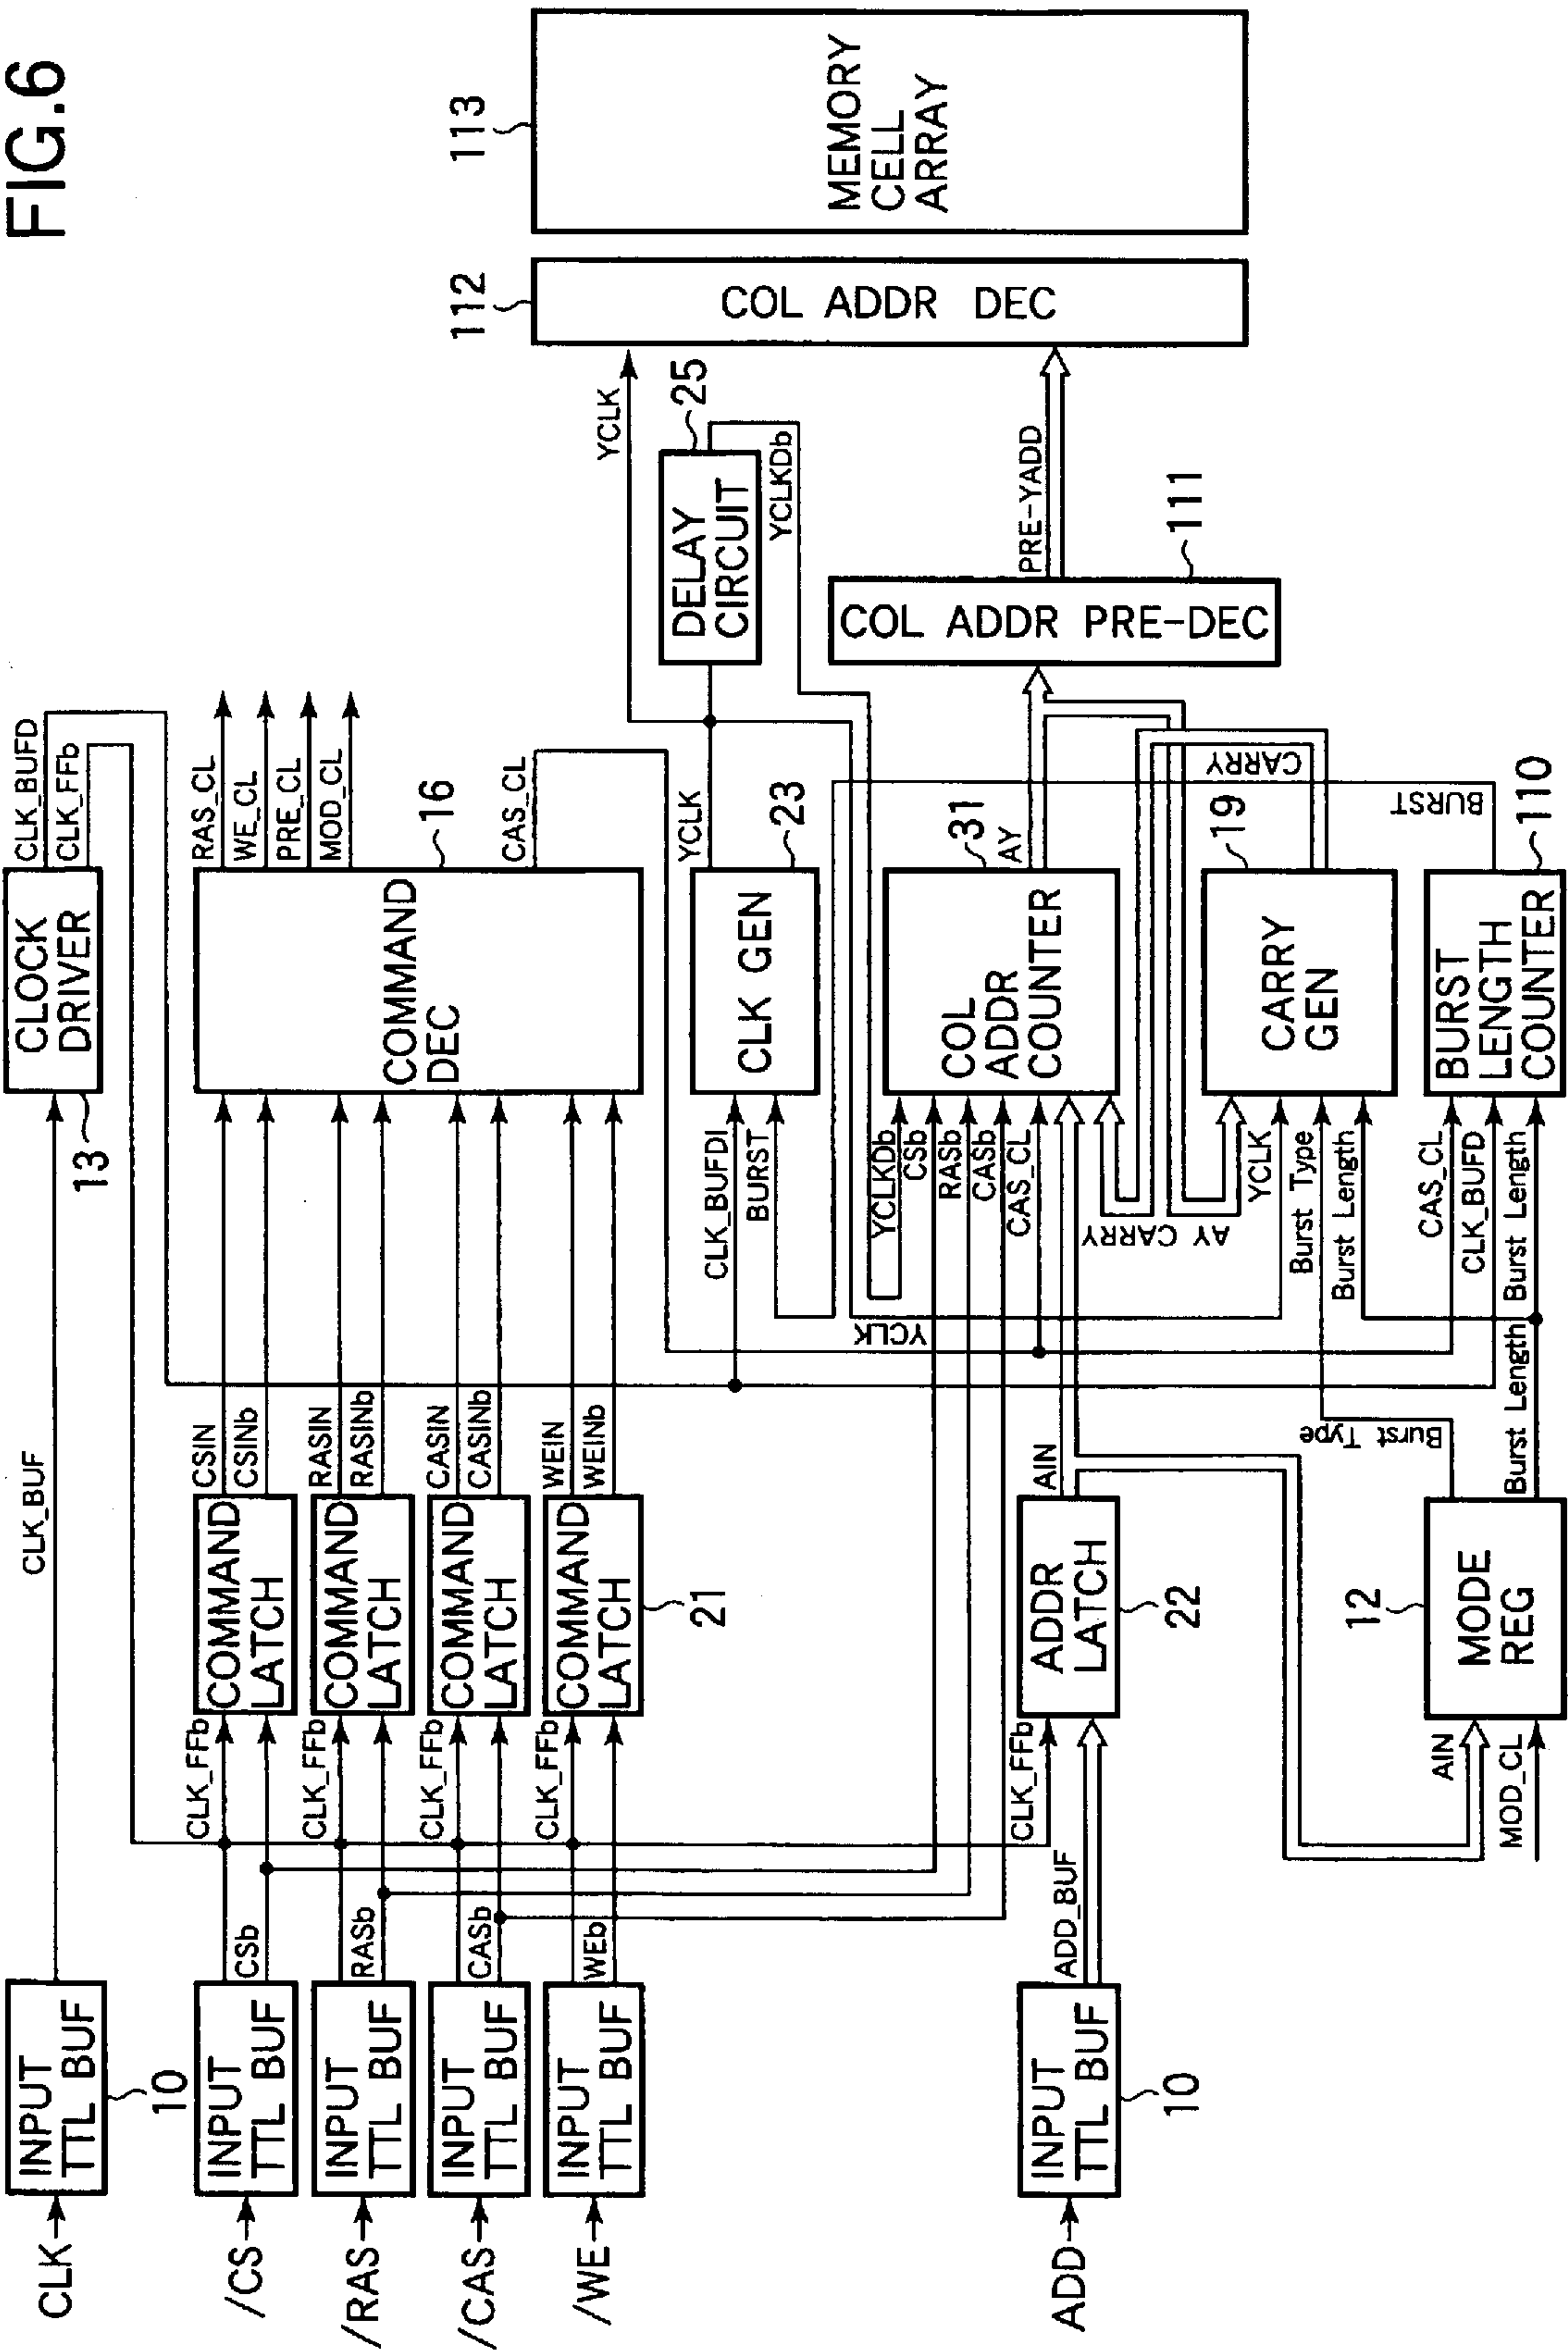 FIG.6
CLK
INPUT
TTL BUF
10
CLK_BUF
13
CLOCK
DRIVER
CLK_BUFD
CLK_FFb
/CS
INPUT
TTL BUF
CSb
CLK_FFb
COMMAND
LATCH
CSIN
CSINb
/RAS
INPUT
TTL BUF
RASb
CLK_FFb
COMMAND
LATCH
RASIN
RASINb
/CAS
INPUT
TTL BUF
CASb
CLK_FFb
COMMAND
LATCH
CASIN
CASINb
/WE
INPUT
TTL BUF
WEb
CLK_FFb
COMMAND
LATCH
21
WEIN
WEINb
COMMAND
DEC
16
RAS_CL
WE_CL
PRE_CL
MOD_CL
CAS_CL
CLK_BUFDI
BURST
CLK GEN
23
YCLK
DELAY
CIRCUIT
25
YCLKDb
YCLK
YCLK
YCLKDb
CSb
RASb
CASb
CAS_CL
COL
ADDR
COUNTER
31
AY
COL ADDR PRE-DEC
111
PRE-YADD
112
COL ADDR DEC
113
MEMORY
CELL
ARRAY
ADD
INPUT
TTL BUF
10
ADD_BUF
CLK_FFb
ADDR
LATCH
22
AIN
AY CARRY
YCLK
Burst Type
Burst Length
CARRY
GEN
19
CARRY
BURST
AIN
MOD_CL
12
MODE
REG
Burst Type
Burst Length
CAS_CL
CLK_BUFD
Burst Length
BURST
LENGTH
COUNTER
110